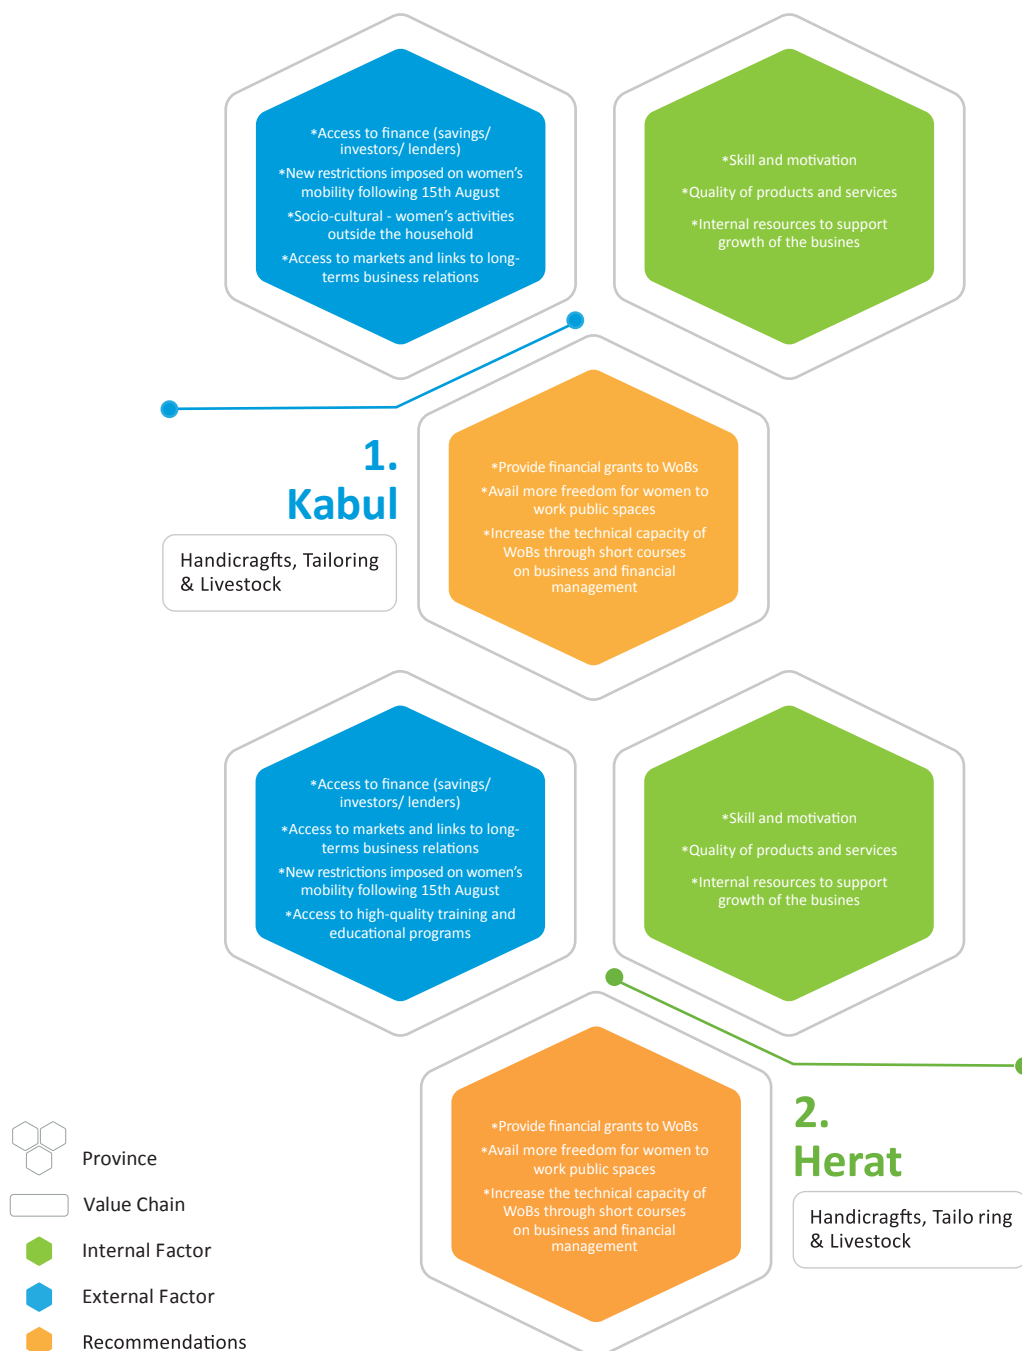 *Access to finance (savings/
investors/ lenders)
*New restrictions imposed on women's
mobility following 15th August
*Socio-cultural - women's activities
outside the household
*Access to markets and links to long-
terms business relations
*Skill and motivation
*Quality of products and services
*Internal resources to support
growth of the busines
1.
Kabul
Handicragfts, Tailoring
& Livestock
*Provide financial grants to WoBs
*Avail more freedom for women to
work public spaces
*Increase the technical capacity of
WoBs through short courses
on business and financial
management
*Access to finance (savings/
investors/ lenders)
*Access to markets and links to long-
terms business relations
*New restrictions imposed on women's
mobility following 15th August
*Access to high-quality training and
educational programs
*Skill and motivation
*Quality of products and services
*Internal resources to support
growth of the busines
*Provide financial grants to WoBs
*Avail more freedom for women to
work public spaces
*Increase the technical capacity of
WoBs through short courses
on business and financial
management
2.
Herat
Handicragfts, Tailo ring
& Livestock
Province
Value Chain
Internal Factor
External Factor
Recommendations